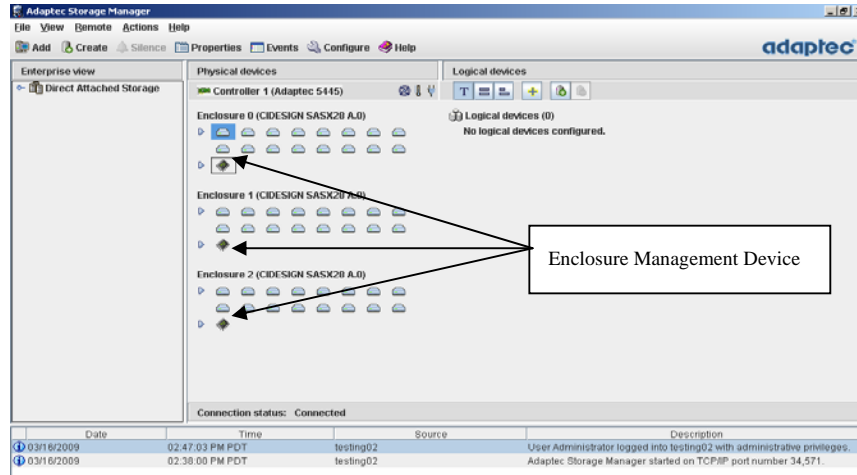 Adaptec Storage Manager
File View Remote Actions Help
Add Create Silence Properties Events Configure Help
adaptec
Enterprise view
Direct Attached Storage
Physical devices
Controller 1 (Adaptec 5445)
Enclosure 0 (CIDESIGN SASX28 A.0)
Enclosure 1 (CIDESIGN SASX28 A.0)
Enclosure 2 (CIDESIGN SASX28 A.0)
Connection status: Connected
Logical devices
T
Logical devices (0)
No logical devices configured.
Enclosure Management Device
Date Time Source Description
03/16/2009 02:47:03 PM PDT testing02 User Administrator logged into testing02 with administrative privileges.
03/16/2009 02:38:00 PM PDT testing02 Adaptec Storage Manager started on TCP/IP port number 34,571.